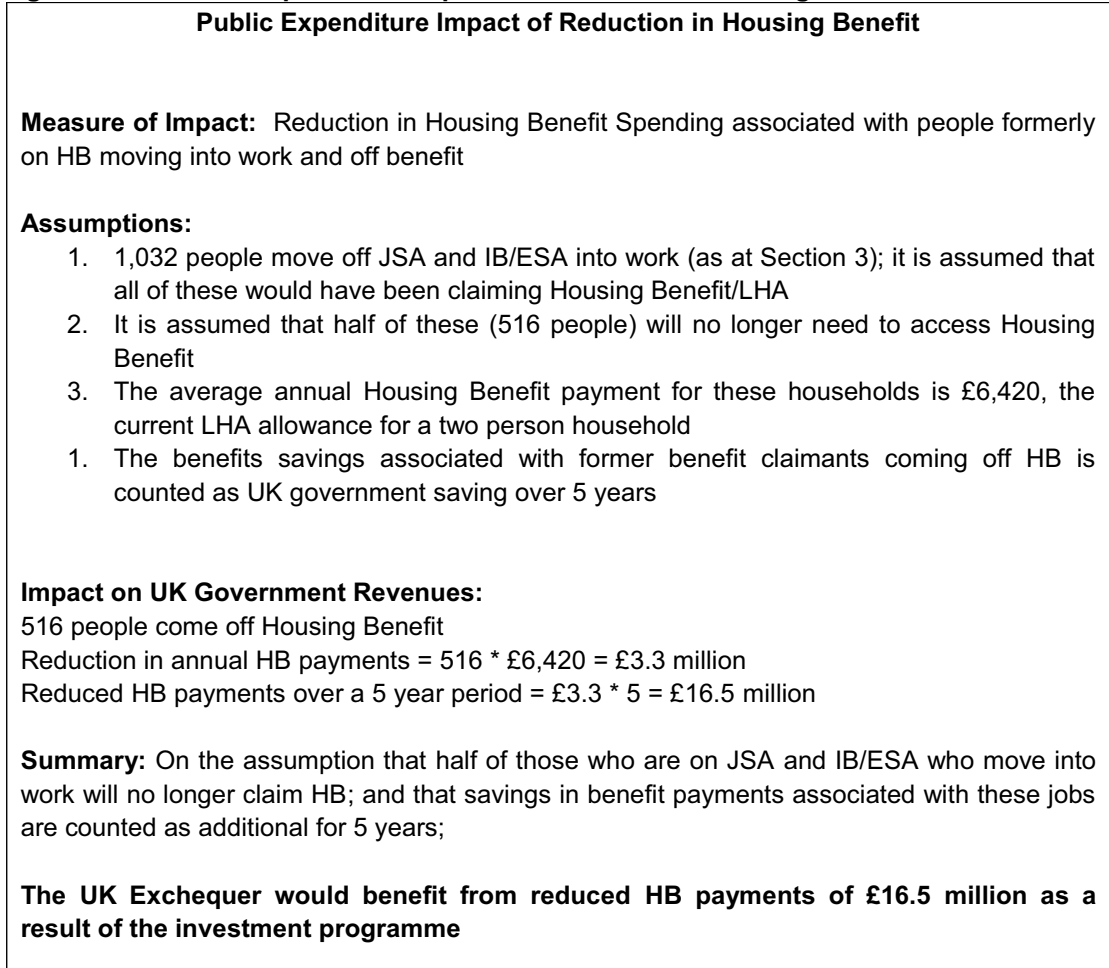 Public Expenditure Impact of Reduction in Housing Benefit
Measure of Impact: Reduction in Housing Benefit Spending associated with people formerly
on HB moving into work and off benefit
Assumptions:
1. 1,032 people move off JSA and IB/ESA into work (as at Section 3); it is assumed that
all of these would have been claiming Housing Benefit/LHA
2. It is assumed that half of these (516 people) will no longer need to access Housing
Benefit
3. The average annual Housing Benefit payment for these households is £6,420, the
current LHA allowance for a two person household
1. The benefits savings associated with former benefit claimants coming off HB is
counted as UK government saving over 5 years
Impact on UK Government Revenues:
516 people come off Housing Benefit
Reduction in annual HB payments = 516 * £6,420 = £3.3 million
Reduced HB payments over a 5 year period = £3.3 * 5 = £16.5 million
Summary: On the assumption that half of those who are on JSA and IB/ESA who move into
work will no longer claim HB; and that savings in benefit payments associated with these jobs
are counted as additional for 5 years;
The UK Exchequer would benefit from reduced HB payments of £16.5 million as a
result of the investment programme